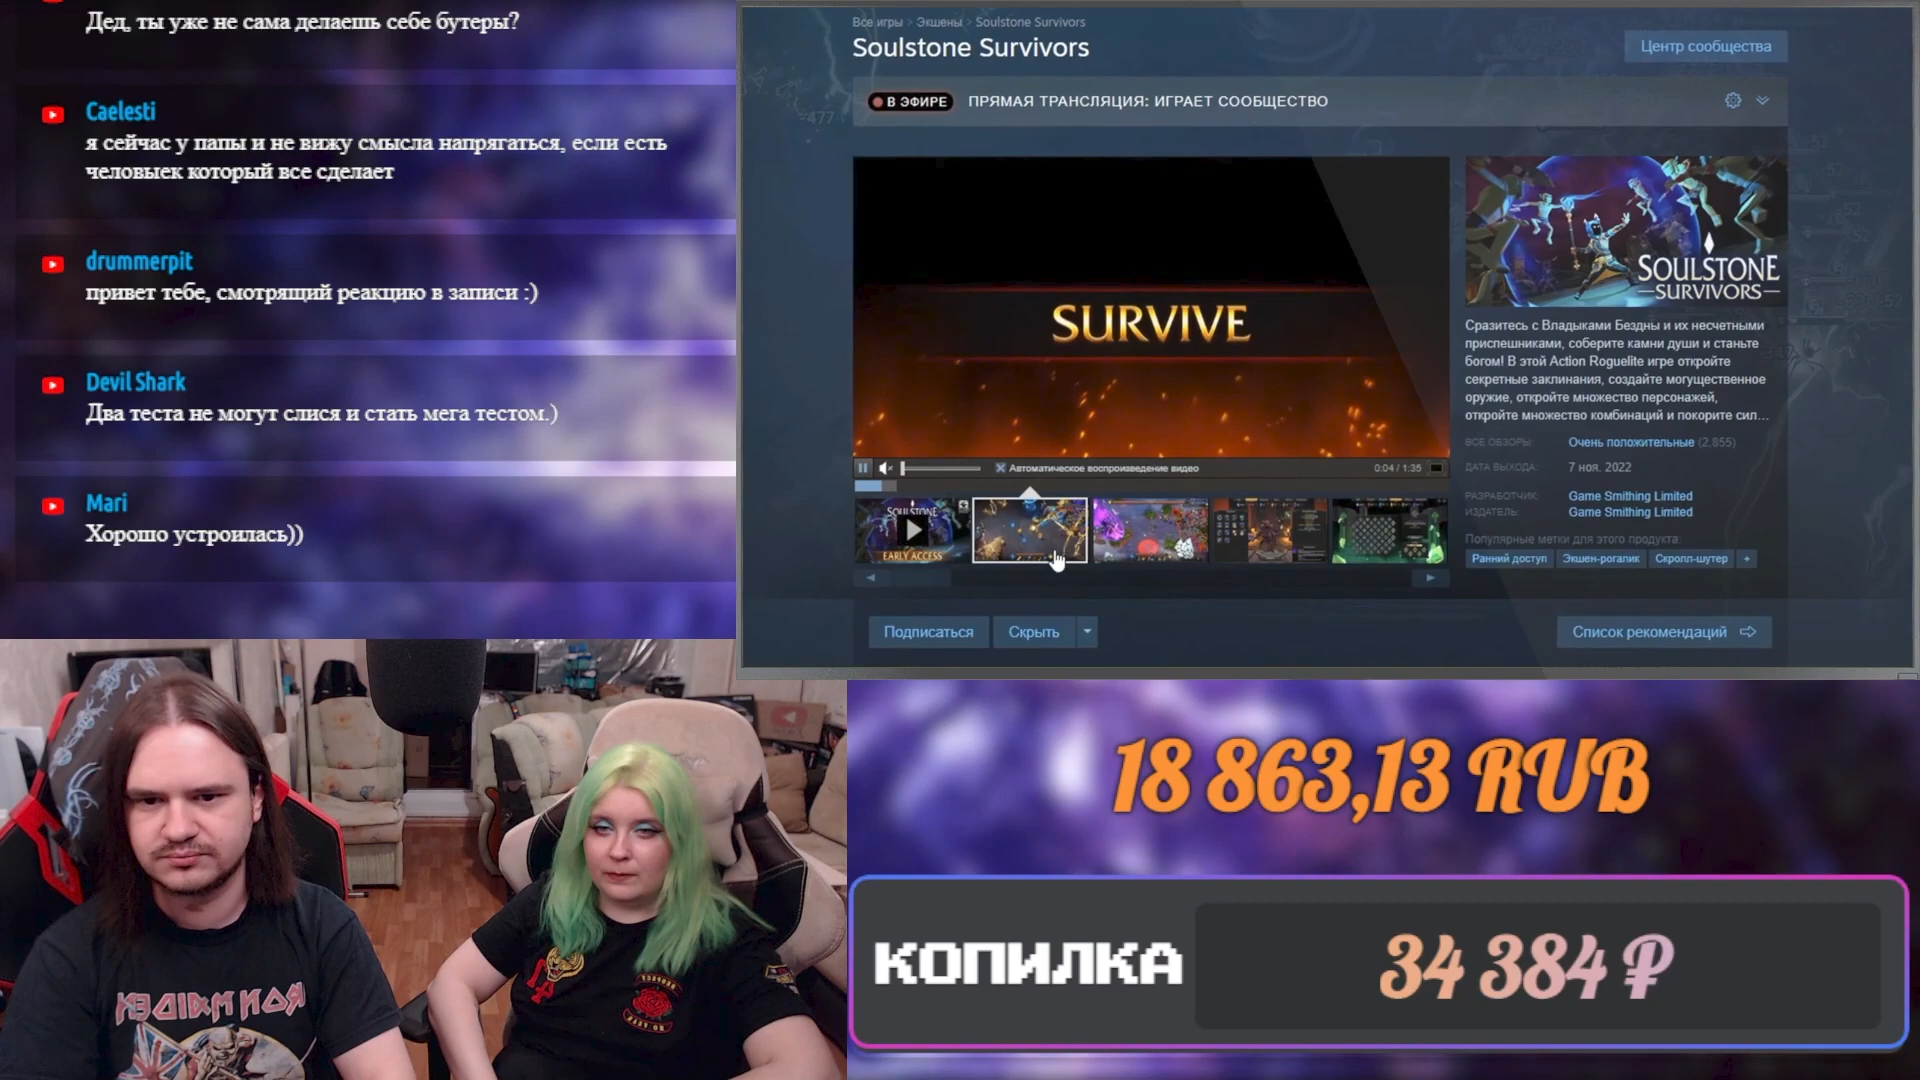 Дед, ты уже не сама делаешь себе бутеры?
Caelesti
я сейчас у папы и не вижу смысла напрягаться, если есть
человыек который все сделает
drummerpit
привет тебе, смотрящий реакцию в записи :)
Devil Shark
Два теста не могут слися и стать мега тестом.)
Mari
Хорошо устроилась))
Все игры > Экшены > Soulstone Survivors
Soulstone Survivors
Центр сообщества
В ЭФИРЕ
ПРЯМАЯ ТРАНСЛЯЦИЯ: ИГРАЕТ СООБЩЕСТВО
SURVIVE
Автоматическое воспроизведение видео
0:04 / 1:35
SOULSTONE
EARLY ACCESS
SOULSTONE
SURVIVORS
Сразитесь с Владыками Бездны и их несчетными
приспешниками, соберите камни души и станьте
богом! В этой Action Roguelite игре откройте
секретные заклинания, создайте могущественное
оружие, откройте множество персонажей,
откройте множество комбинаций и покорите сил...
ВСЕ ОБЗОРЫ: Очень положительные (2,855)
ДАТА ВЫХОДА: 7 ноя. 2022
РАЗРАБОТЧИК: Game Smithing Limited
ИЗДАТЕЛЬ: Game Smithing Limited
Популярные метки для этого продукта:
Ранний доступ Экшен-рогалик Скролл-шутер +
Подписаться
Скрыть
Список рекомендаций
IRON MAIDEN
18 863,13 RUB
КОПИЛКА
34 384 ₽